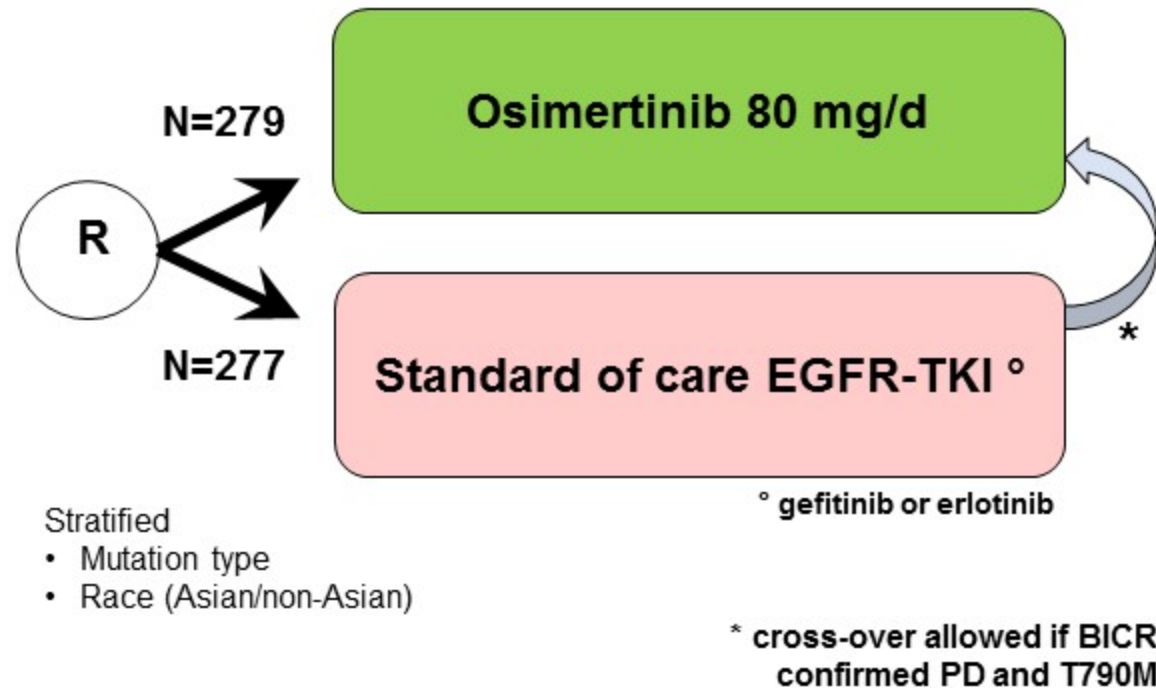 Osimertinib 80 mg/d
N=279
R
N=277
Standard of care EGFR-TKI °
*
° gefitinib or erlotinib
Stratified
• Mutation type
• Race (Asian/non-Asian)
* cross-over allowed if BICR
confirmed PD and T790M